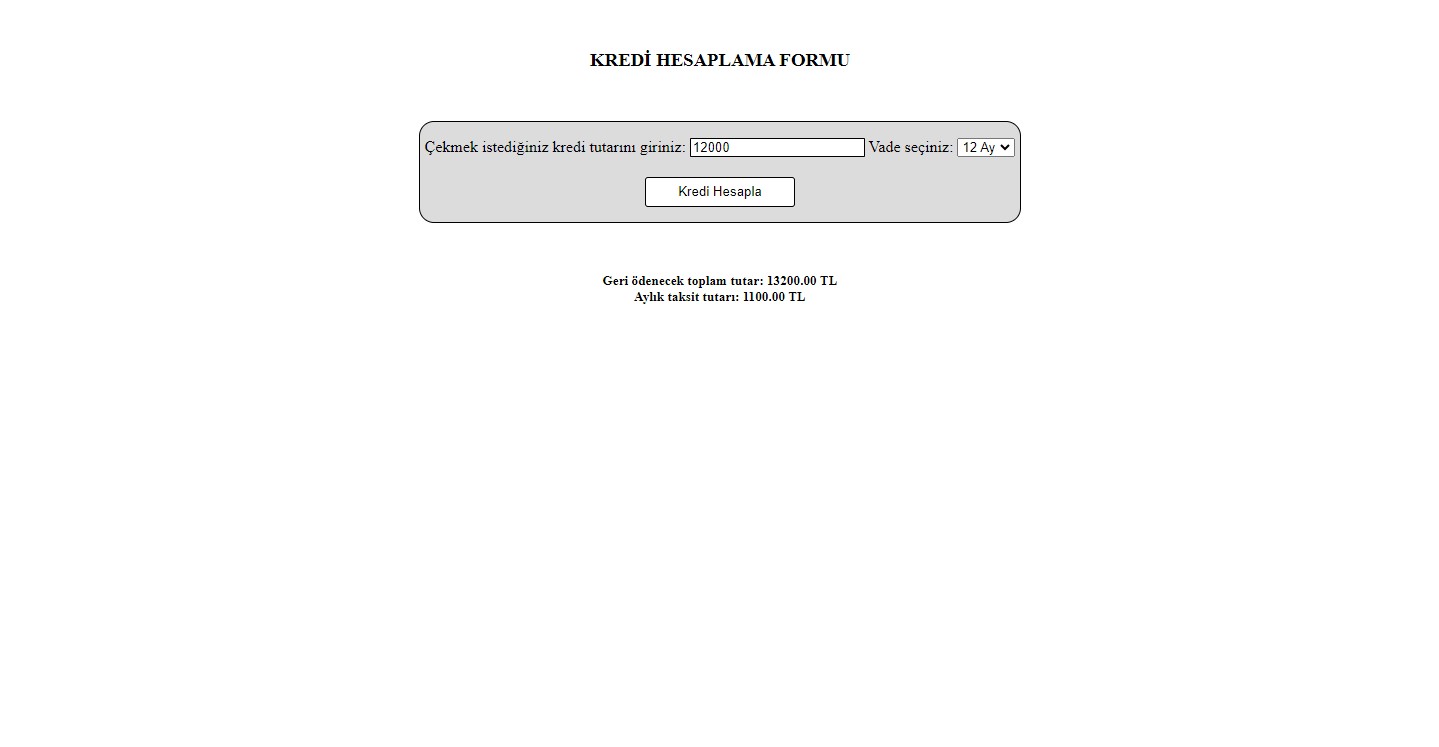 KREDİ HESAPLAMA FORMU
Çekmek istediğiniz kredi tutarını giriniz: 12000 Vade seçiniz: 12 Ay
Kredi Hesapla
Geri ödenecek toplam tutar: 13200.00 TL
Aylık taksit tutarı: 1100.00 TL